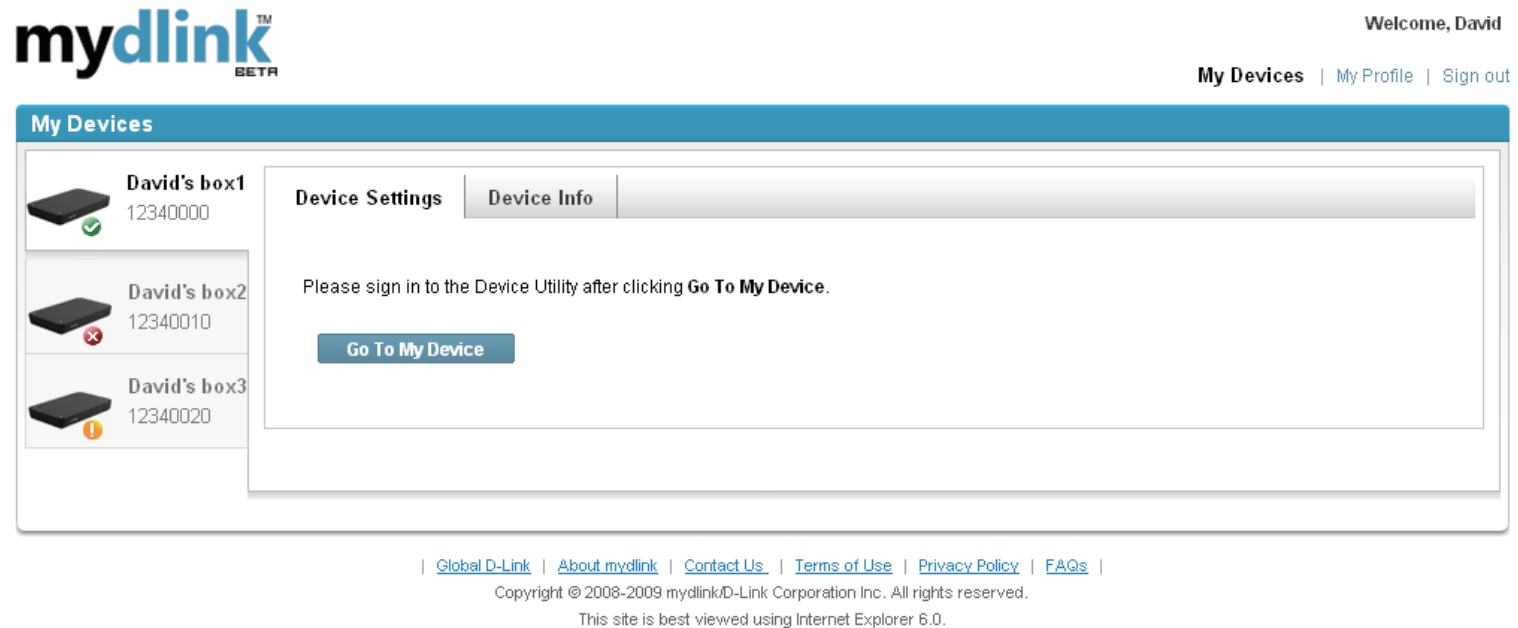 mydlink™
BETA
Welcome, David
My Devices | My Profile | Sign out
My Devices
David's box1
12340000
David's box2
12340010
David's box3
12340020
Device Settings
Device Info
Please sign in to the Device Utility after clicking Go To My Device.
Go To My Device
| Global D-Link | About mydlink | Contact Us | Terms of Use | Privacy Policy | FAQs |
Copyright © 2008-2009 mydlink/D-Link Corporation Inc. All rights reserved.
This site is best viewed using Internet Explorer 6.0.